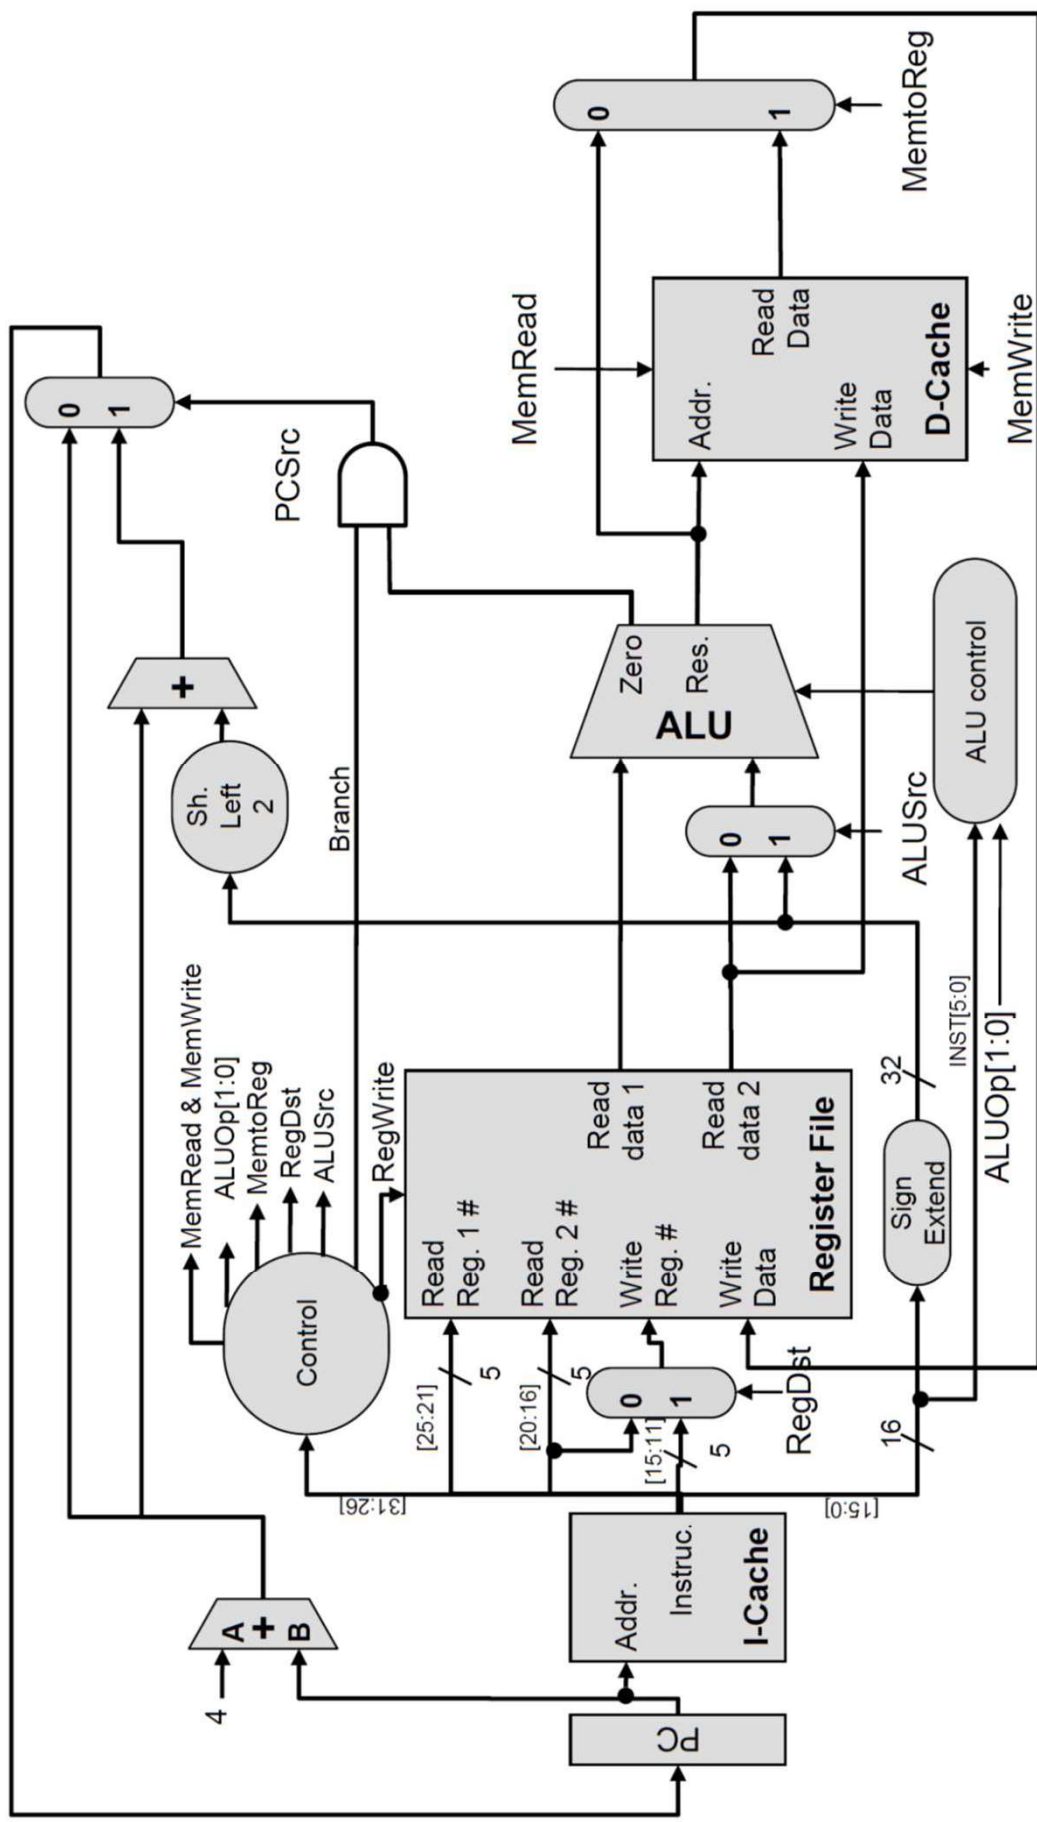 4
A
+
B
PC
Addr.
Instruc.
I-Cache
[31:26]
[25:21]
5
[20:16]
5
[15:11]
5
[15:0]
16
0
1
RegDst
Control
MemRead & MemWrite
ALUOp[1:0]
MemtoReg
RegDst
ALUSrc
Branch
RegWrite
Read
Reg. 1 #
Read
Reg. 2 #
Write
Reg. #
Write
Data
Read
data 1
Read
data 2
Register File
Sign
Extend
32
INST[5:0]
ALUOp[1:0]
Sh.
Left
2
+
0
1
ALUSrc
ALU
Zero
Res.
ALU control
PCSrc
0
1
MemRead
Addr.
Read
Data
Write
Data
D-Cache
MemWrite
0
1
MemtoReg